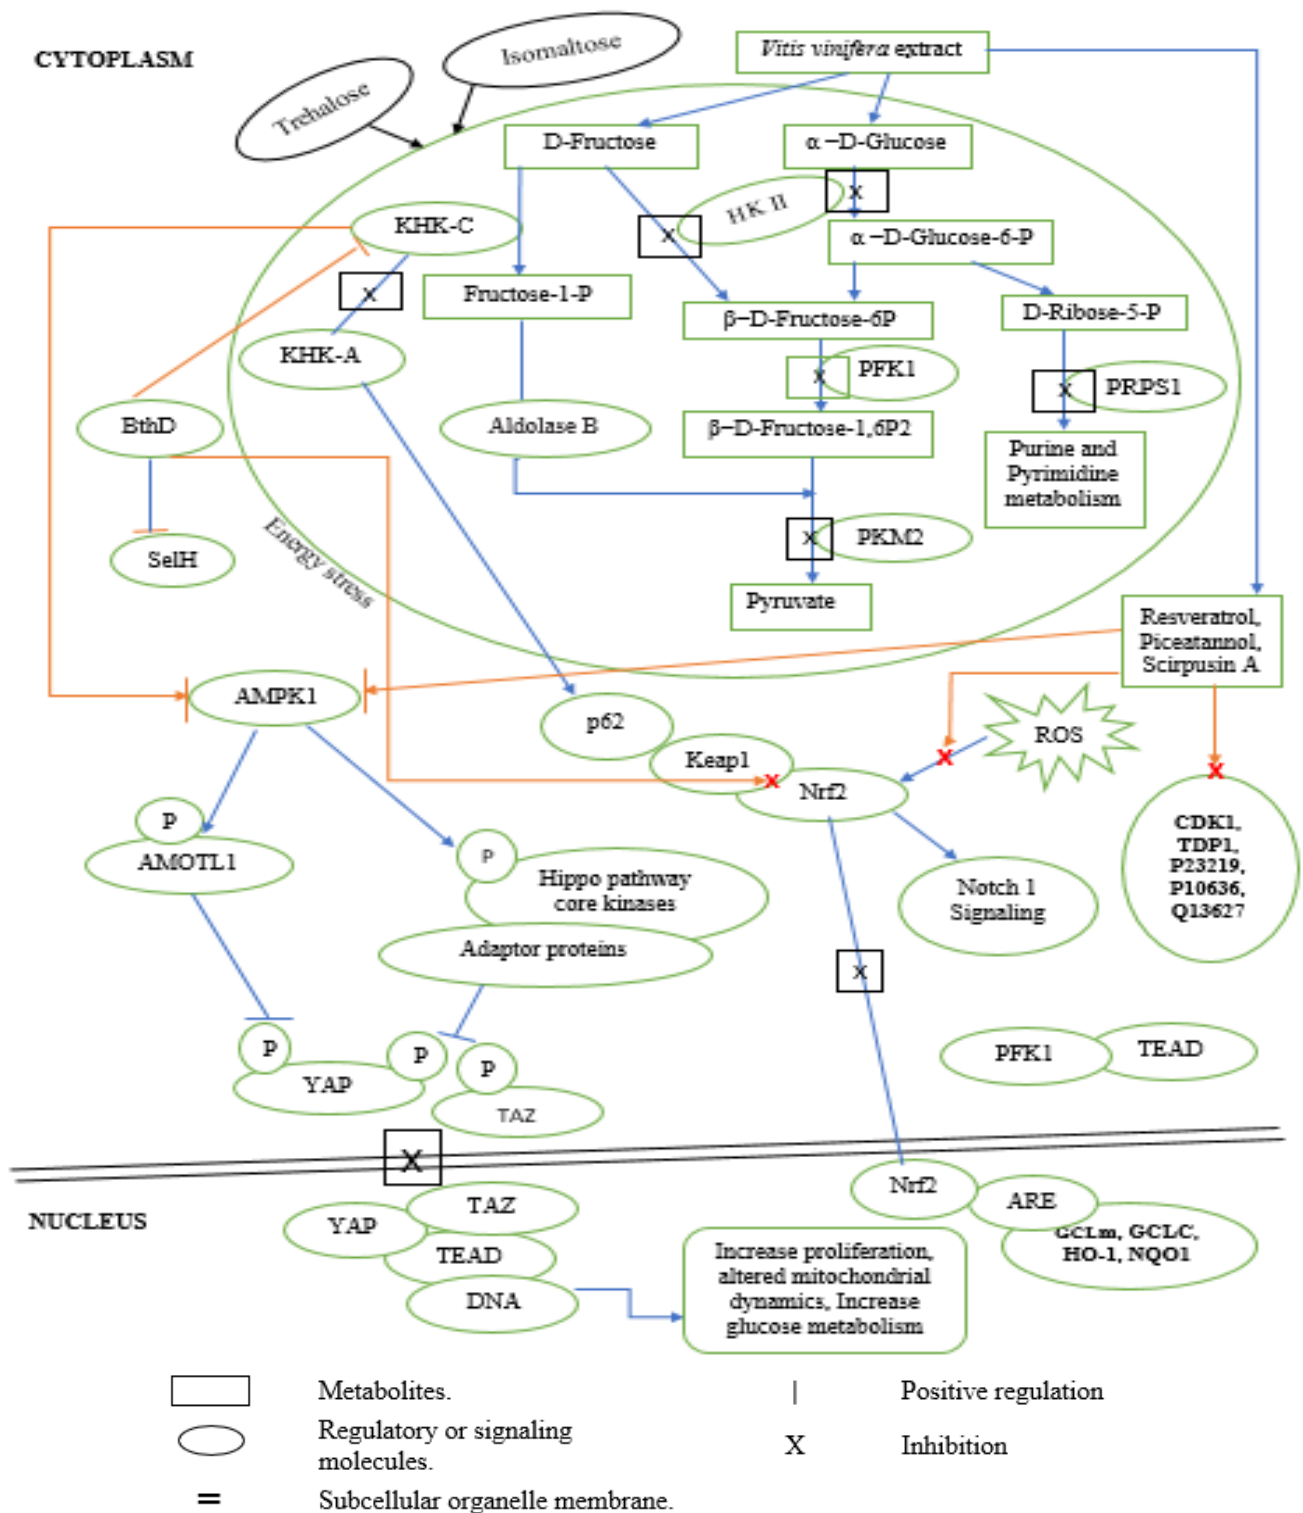 CYTOPLASM
Isomaltose
Trehalose
Vitis vinifera extract
D-Fructose
α –D-Glucose
HK II
X
X
KHK-C
α –D-Glucose-6-P
X
Fructose-1-P
β–D-Fructose-6P
D-Ribose-5-P
KHK-A
X
PFK1
X
PRPS1
BthD
Aldolase B
β–D-Fructose-1,6P2
Purine and
Pyrimidine
metabolism
Energy stress
X
PKM2
SelH
Pyruvate
Resveratrol,
Piceatannol,
Scirpusin A
AMPK1
p62
Keap1
X
Nrf2
X
ROS
X
P
AMOTL1
P
Hippo pathway
core kinases
Adaptor proteins
Notch 1
Signaling
CDK1,
TDP1,
P23219,
P10636,
Q13627
X
P
YAP
P
P
TAZ
PFK1
TEAD
X
NUCLEUS
YAP
TAZ
TEAD
DNA
Increase proliferation,
altered mitochondrial
dynamics, Increase
glucose metabolism
Nrf2
ARE
GCLm, GCLC,
HO-1, NQO1
Metabolites.
| Positive regulation
Regulatory or signaling
molecules.
X Inhibition
= Subcellular organelle membrane.